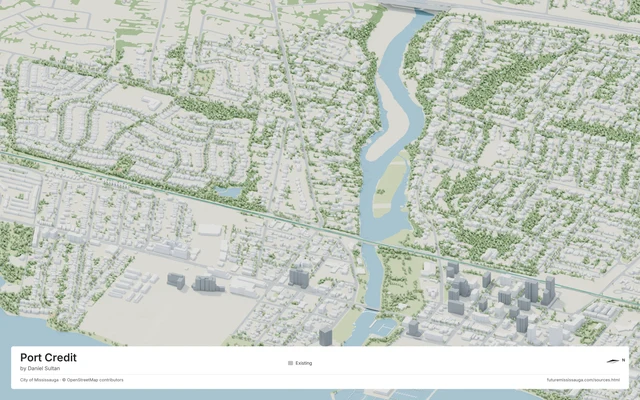 Port Credit
by Daniel Sultan
Existing
N
City of Mississauga · © OpenStreetMap contributors
futuremississauga.com/sources.html